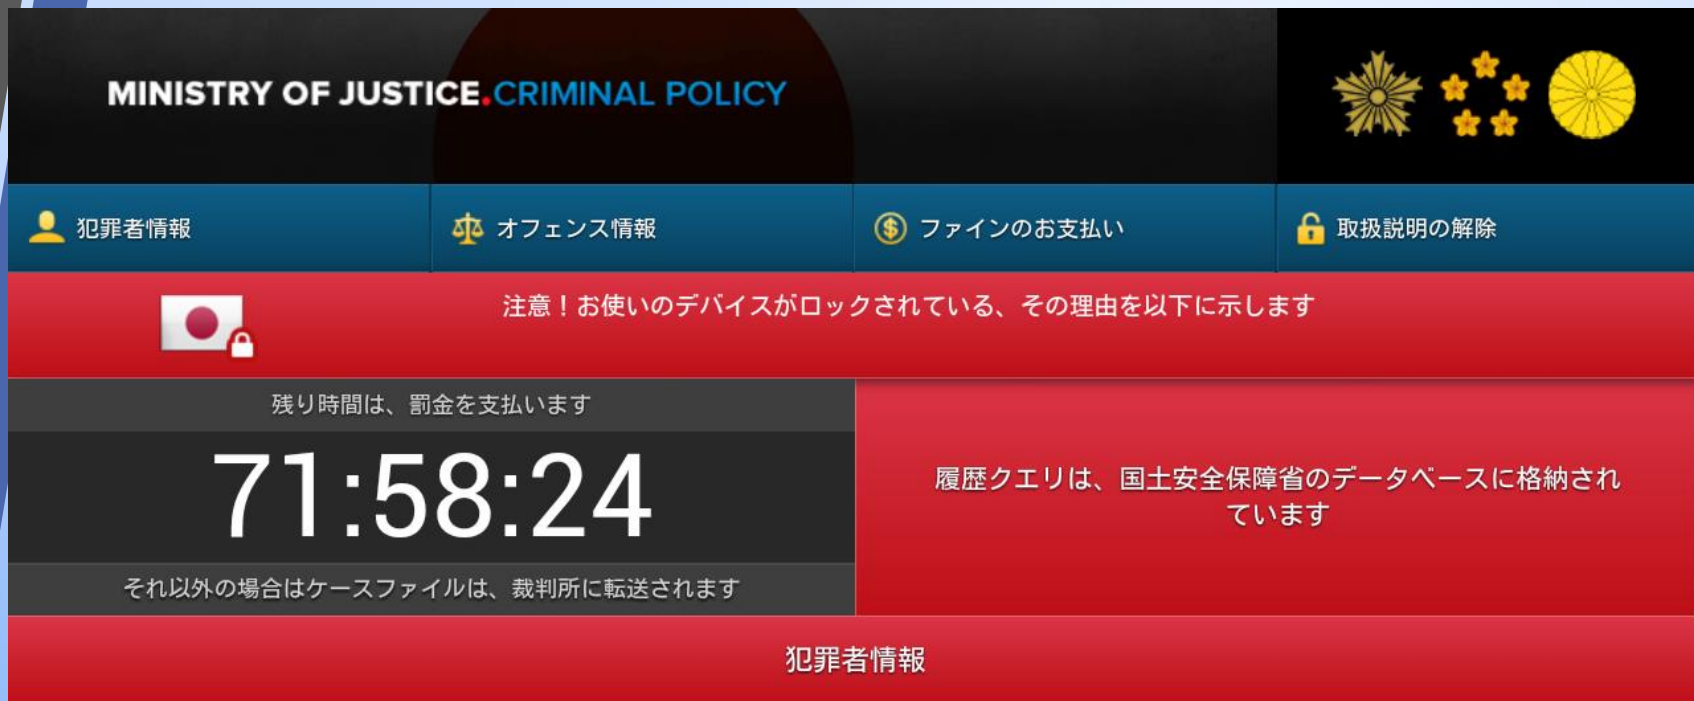 MINISTRY OF JUSTICE.CRIMINAL POLICY
犯罪者情報
オフェンス情報
ファインのお支払い
取扱説明の解除
注意！お使いのデバイスがロックされている、その理由を以下に示します
残り時間は、罰金を支払います
71:58:24
それ以外の場合はケースファイルは、裁判所に転送されます
履歴クエリは、国土安全保障省のデータベースに格納され
ています
犯罪者情報